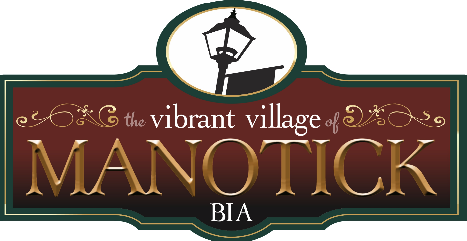 the vibrant village of
MANOTICK
BIA